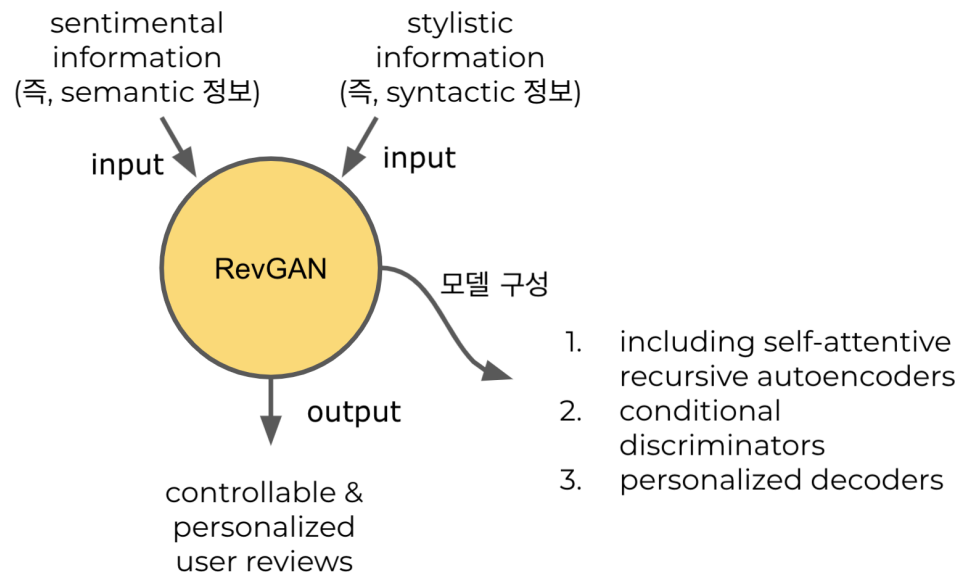 sentimental
information
(즉, semantic 정보)
stylistic
information
(즉, syntactic 정보)
input
input
RevGAN
모델 구성
output
1. including self-attentive
recursive autoencoders
2. conditional
discriminators
3. personalized decoders
controllable &
personalized
user reviews